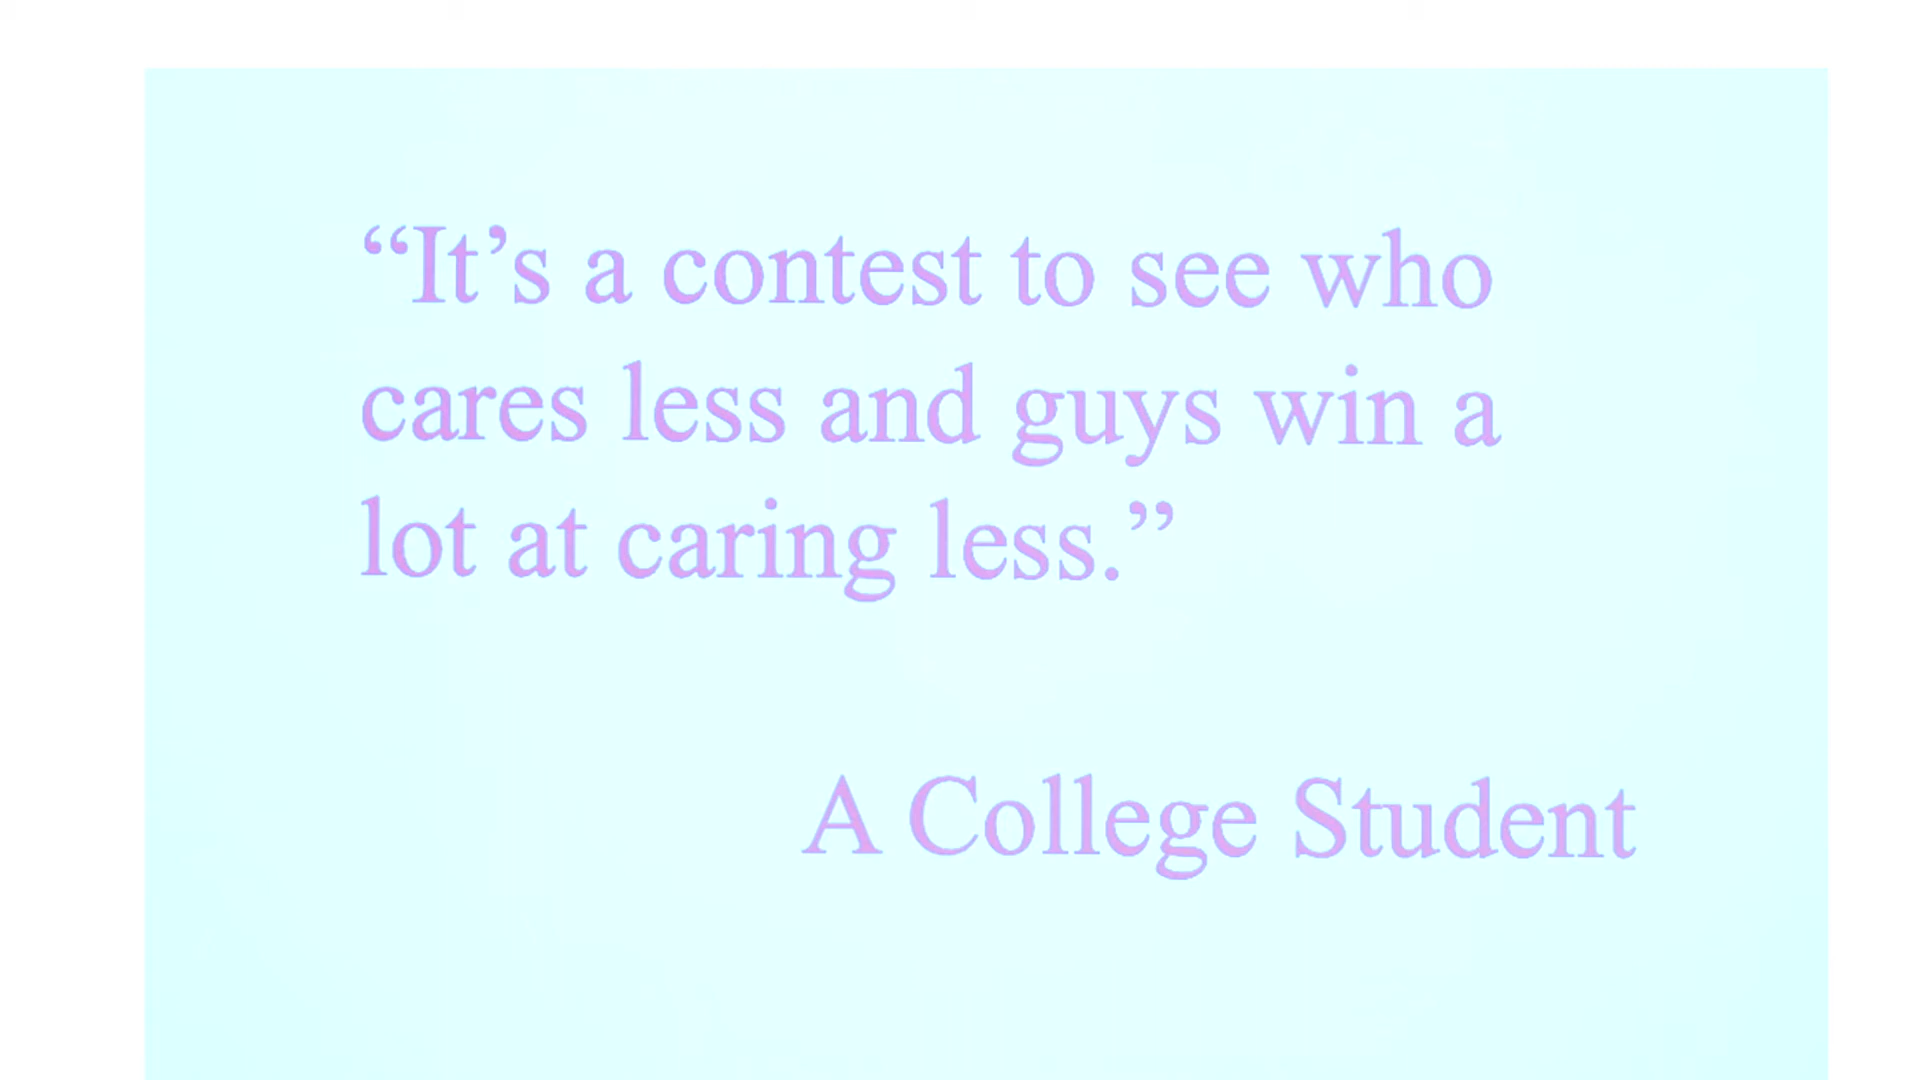 “It’s a contest to see who
cares less and guys win a
lot at caring less.”
A College Student